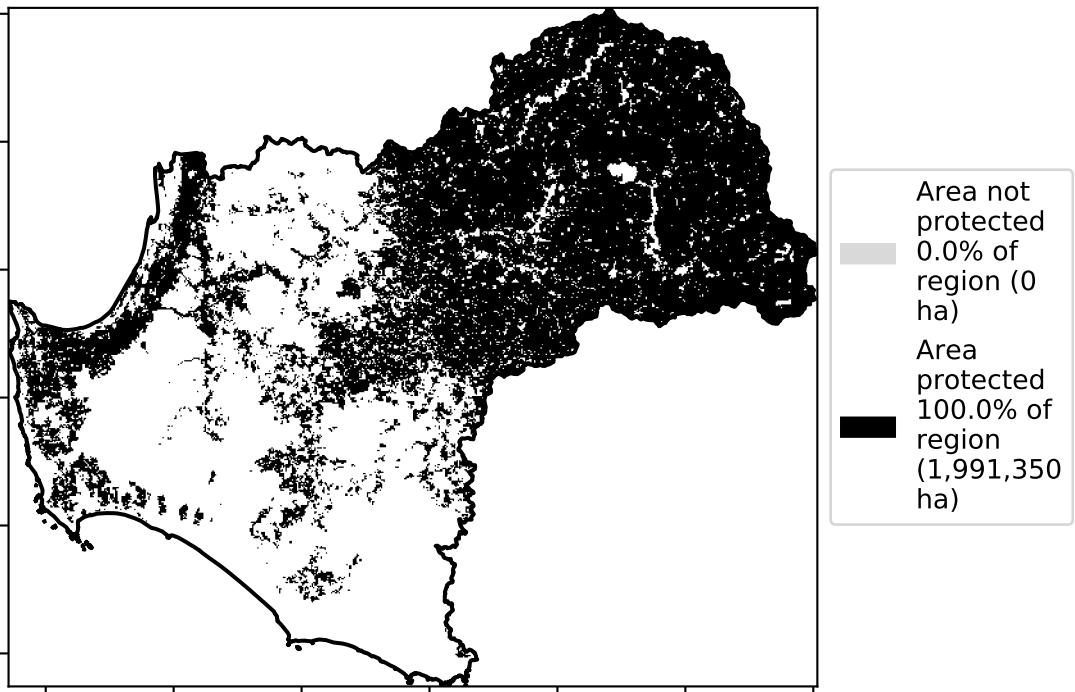 Area not
protected
0.0% of
region (0
ha)
Area
protected
100.0% of
region
(1,991,350
ha)